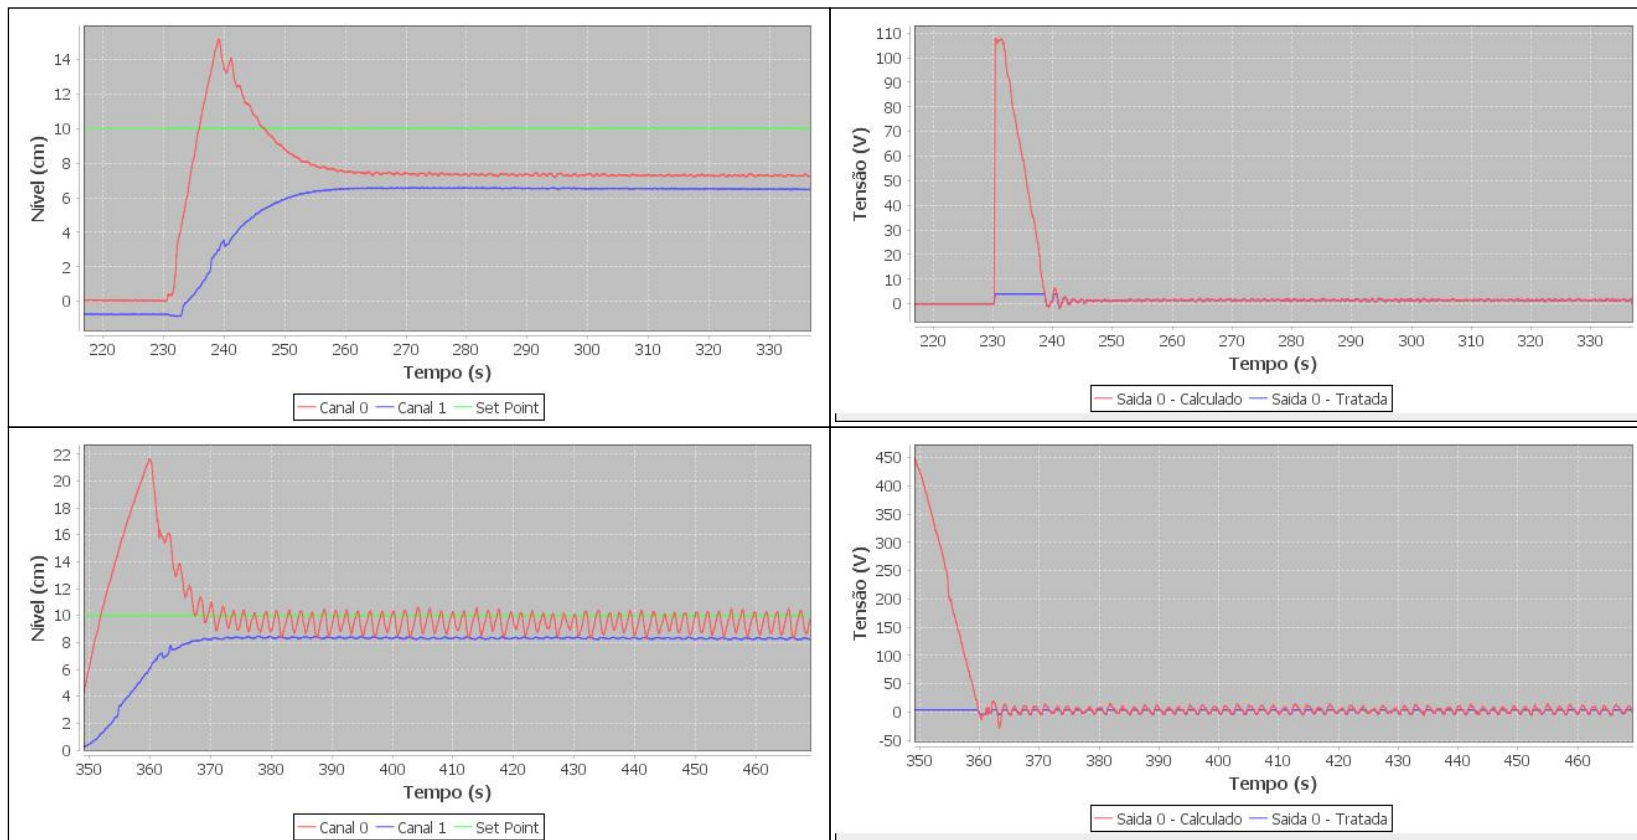 14
12
10
8
6
4
2
0
Nível (cm)
220 230 240 250 260 270 280 290 300 310 320 330
Tempo (s)
Canal 0 Canal 1 Set Point
110
100
90
80
70
60
50
40
30
20
10
0
Tensão (V)
220 230 240 250 260 270 280 290 300 310 320 330
Tempo (s)
Saida 0 - Calculado Saida 0 - Tratada
22
20
18
16
14
12
10
8
6
4
2
0
Nível (cm)
350 360 370 380 390 400 410 420 430 440 450 460
Tempo (s)
Canal 0 Canal 1 Set Point
450
400
350
300
250
200
150
100
50
0
-50
Tensão (V)
350 360 370 380 390 400 410 420 430 440 450 460
Tempo (s)
Saida 0 - Calculado Saida 0 - Tratada